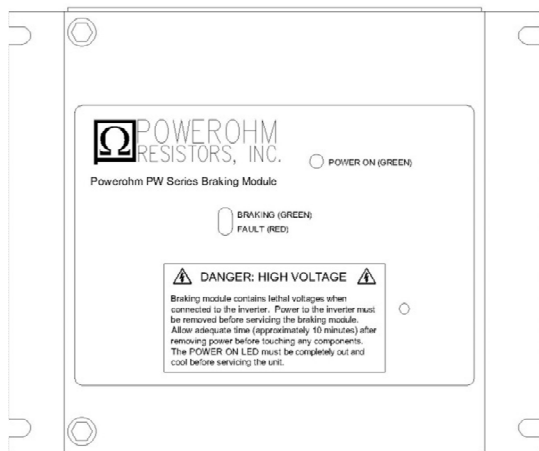 Ω POWEROHM
RESISTORS, INC.
POWER ON (GREEN)
Powerohm PW Series Braking Module
BRAKING (GREEN)
FAULT (RED)
DANGER: HIGH VOLTAGE
Braking module contains lethal voltages when
connected to the inverter. Power to the inverter must
be removed before servicing the braking module.
Allow adequate time (approximately 10 minutes) after
removing power before touching any components.
The POWER ON LED must be completely out and
cool before servicing the unit.